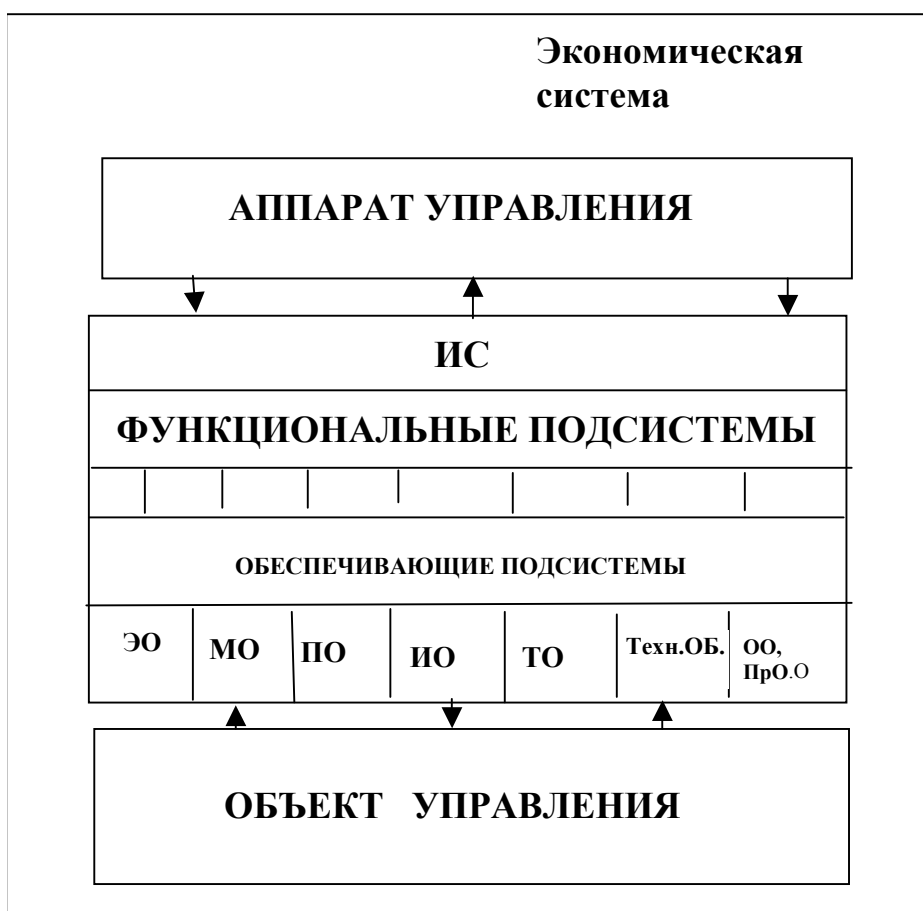 Экономическая
система
АППАРАТ УПРАВЛЕНИЯ
ИС
ФУНКЦИОНАЛЬНЫЕ ПОДСИСТЕМЫ
ОБЕСПЕЧИВАЮЩИЕ ПОДСИСТЕМЫ
ЭО
МО
ПО
ИО
ТО
Техн.ОБ.
ОО,
ПрО.О
ОБЪЕКТ УПРАВЛЕНИЯ